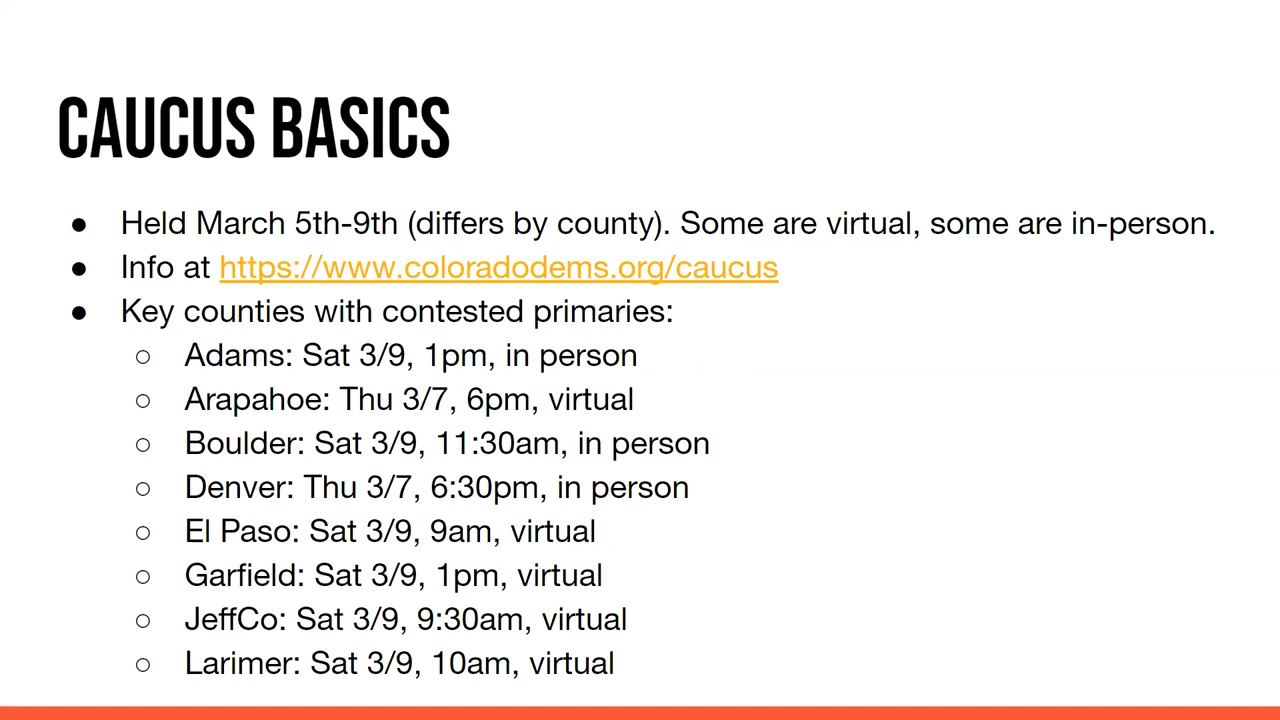 CAUCUS BASICS
● Held March 5th-9th (differs by county). Some are virtual, some are in-person.
● Info at https://www.coloradodems.org/caucus
● Key counties with contested primaries:
○ Adams: Sat 3/9, 1pm, in person
○ Arapahoe: Thu 3/7, 6pm, virtual
○ Boulder: Sat 3/9, 11:30am, in person
○ Denver: Thu 3/7, 6:30pm, in person
○ El Paso: Sat 3/9, 9am, virtual
○ Garfield: Sat 3/9, 1pm, virtual
○ JeffCo: Sat 3/9, 9:30am, virtual
○ Larimer: Sat 3/9, 10am, virtual